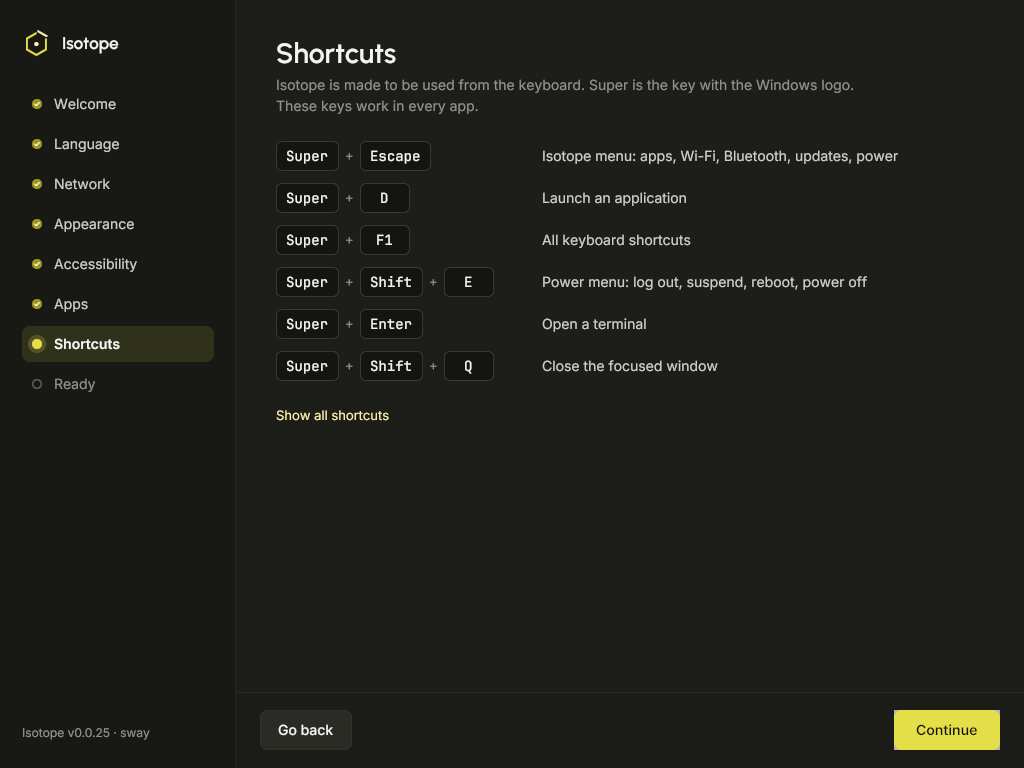 Isotope
Welcome
Language
Network
Appearance
Accessibility
Apps
Shortcuts
Ready
Isotope v0.0.25 · sway
Shortcuts
Isotope is made to be used from the keyboard. Super is the key with the Windows logo.
These keys work in every app.
Super + Escape Isotope menu: apps, Wi-Fi, Bluetooth, updates, power
Super + D Launch an application
Super + F1 All keyboard shortcuts
Super + Shift + E Power menu: log out, suspend, reboot, power off
Super + Enter Open a terminal
Super + Shift + Q Close the focused window
Show all shortcuts
Go back Continue